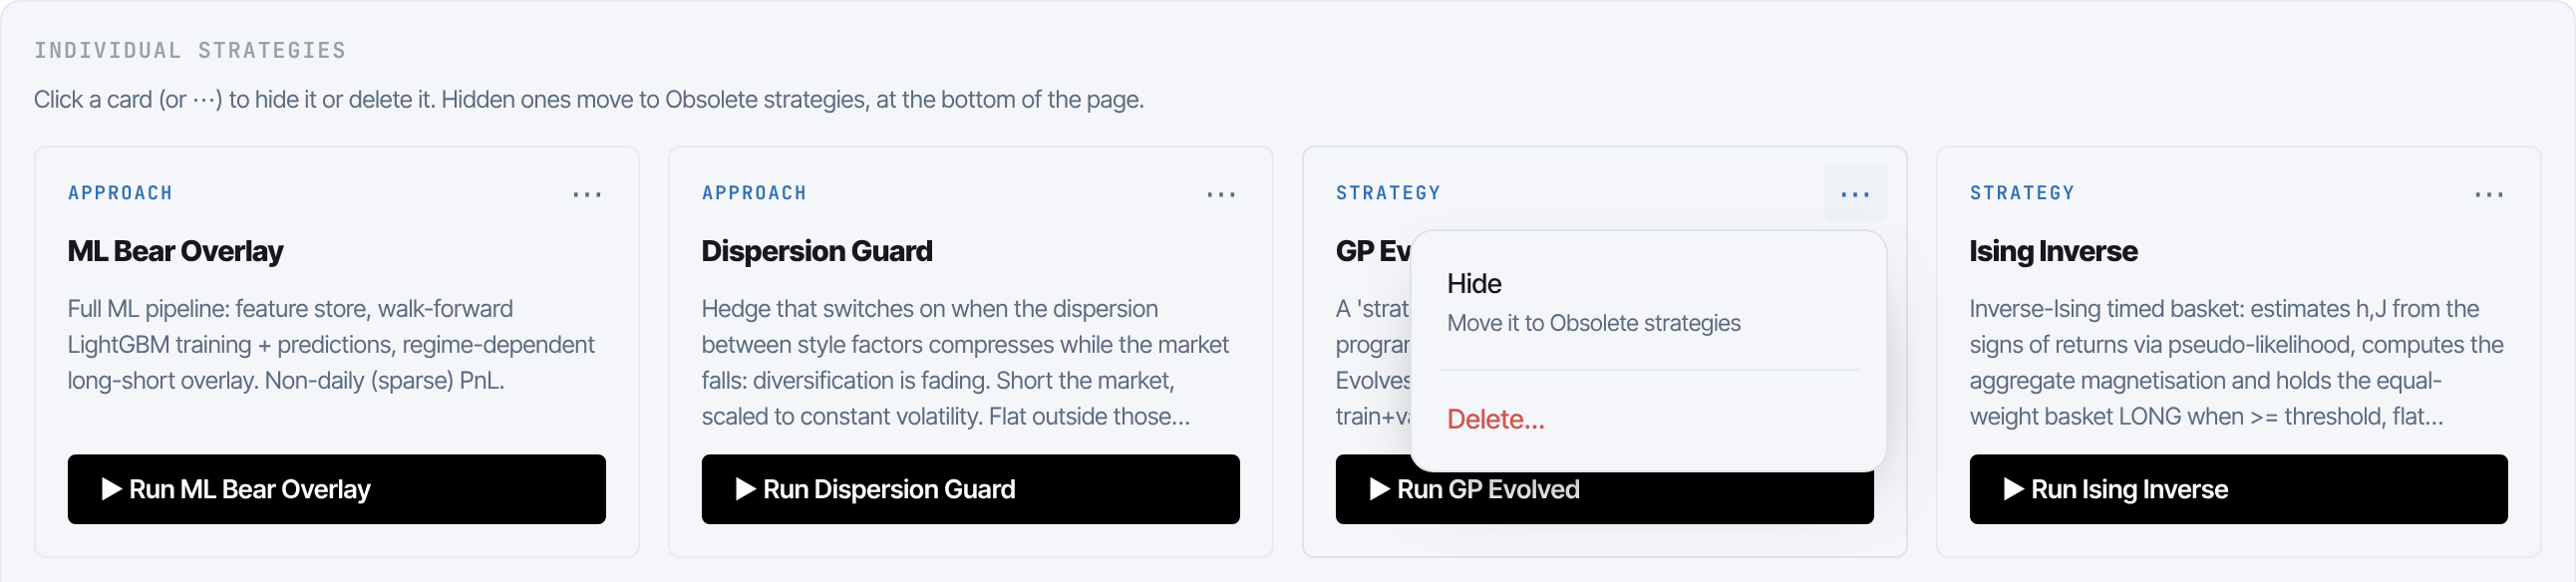 INDIVIDUAL STRATEGIES
Click a card (or ···) to hide it or delete it. Hidden ones move to Obsolete strategies, at the bottom of the page.
APPROACH ···
ML Bear Overlay
Full ML pipeline: feature store, walk-forward
LightGBM training + predictions, regime-dependent
long-short overlay. Non-daily (sparse) PnL.
▶ Run ML Bear Overlay
APPROACH ···
Dispersion Guard
Hedge that switches on when the dispersion
between style factors compresses while the market
falls: diversification is fading. Short the market,
scaled to constant volatility. Flat outside those...
▶ Run Dispersion Guard
STRATEGY ···
GP
A
▶ Run GP Evolved
Hide
Move it to Obsolete strategies
Delete...
STRATEGY ···
Ising Inverse
Inverse-Ising timed basket: estimates h,J from the
signs of returns via pseudo-likelihood, computes the
aggregate magnetisation and holds the equal-
weight basket LONG when >= threshold, flat...
▶ Run Ising Inverse